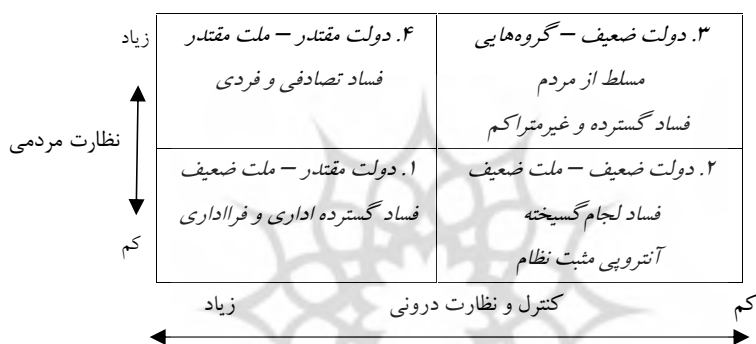 زیاد
نظارت مردمی
کم
۳. دولت ضعیف – گروه‌هایی
مسلط از مردم
فساد گسترده و غیرمتراکم
۴. دولت مقتدر – ملت مقتدر
فساد تصادفی و فردی
۲. دولت ضعیف – ملت ضعیف
فساد لجام‌گسیخته
آنتروپی مثبت نظام
۱. دولت مقتدر – ملت ضعیف
فساد گسترده اداری و فرااداری
کم کنترل و نظارت درونی زیاد